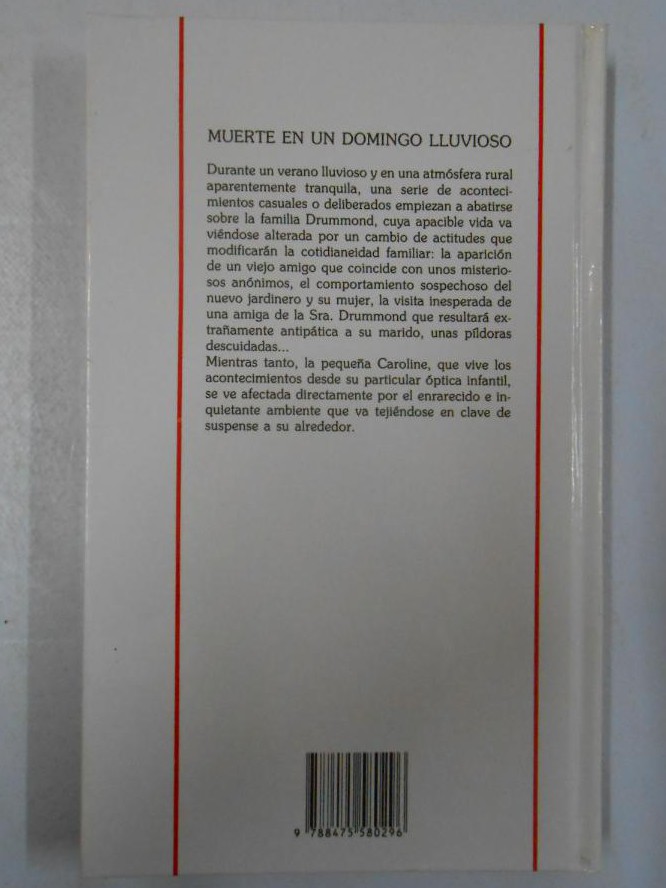 MUERTE EN UN DOMINGO LLUVIOSO
Durante un verano lluvioso y en una atmósfera rural
aparentemente tranquila, una serie de aconteci-
mientos casuales o deliberados empiezan a abatirse
sobre la familia Drummond, cuya apacible vida va
viéndose alterada por un cambio de actitudes que
modificarán la cotidianeidad familiar: la aparición
de un viejo amigo que coincide con unos misterio-
sos anónimos, el comportamiento sospechoso del
nuevo jardinero y su mujer, la visita inesperada de
una amiga de la Sra. Drummond que resultará ex-
trañamente antipática a su marido, unas píldoras
descuidadas...
Mientras tanto, la pequeña Caroline, que vive los
acontecimientos desde su particular óptica infantil,
se ve afectada directamente por el enrarecido e in-
quietante ambiente que va tejiéndose en clave de
suspense a su alrededor.
9 788475 580296